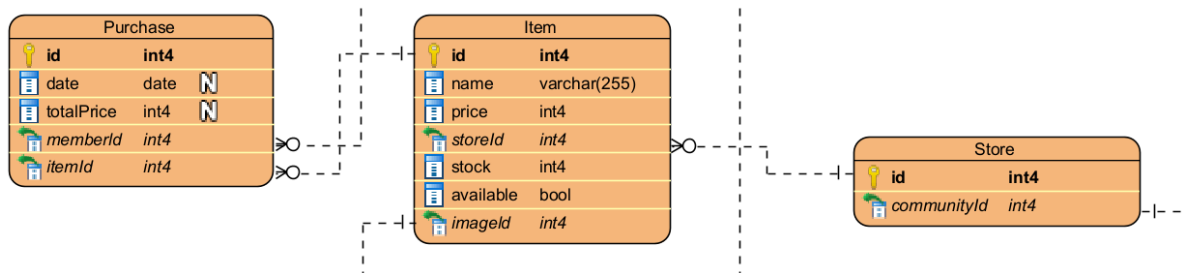 Purchase
id int4
date date N
totalPrice int4 N
memberId int4
itemId int4
Item
id int4
name varchar(255)
price int4
storeId int4
stock int4
available bool
imageId int4
Store
id int4
communityId int4